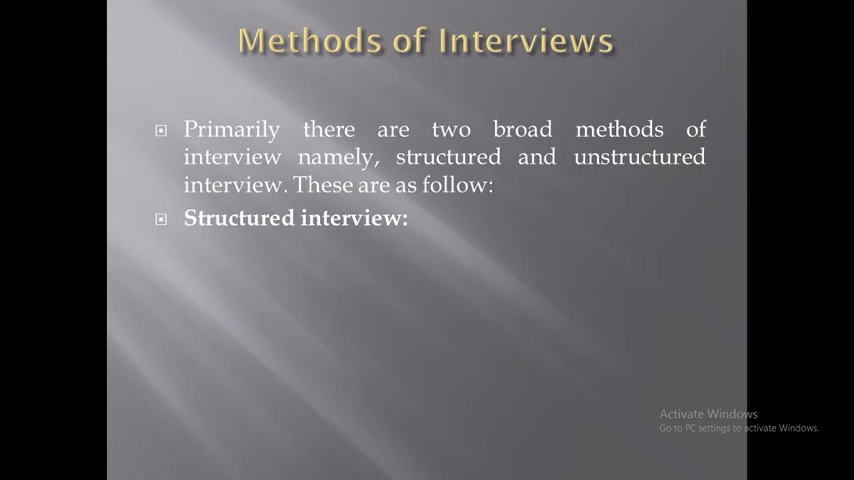 Methods of Interviews
Primarily there are two broad methods of
interview namely, structured and unstructured
interview. These are as follow:
Structured interview:
Activate Windows
Go to PC settings to activate Windows.